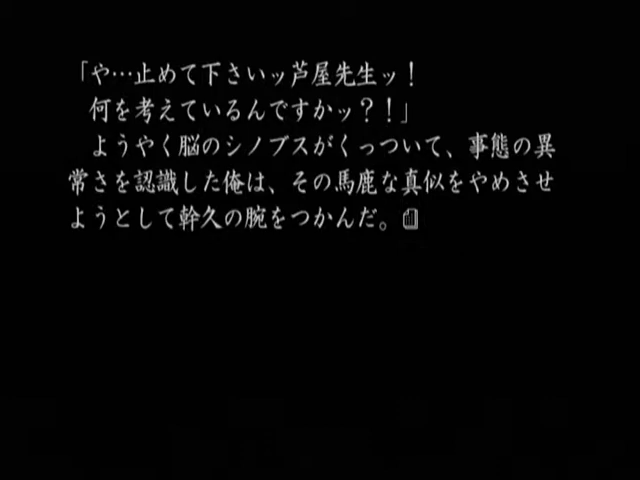 「や…止めて下さいッ芦屋先生ッ！
何を考えているんですかッ？！」
ようやく脳のシノブスがくっついて、事態の異
常さを認識した俺は、その馬鹿な真似をやめさせ
ようとして幹久の腕をつかんだ。